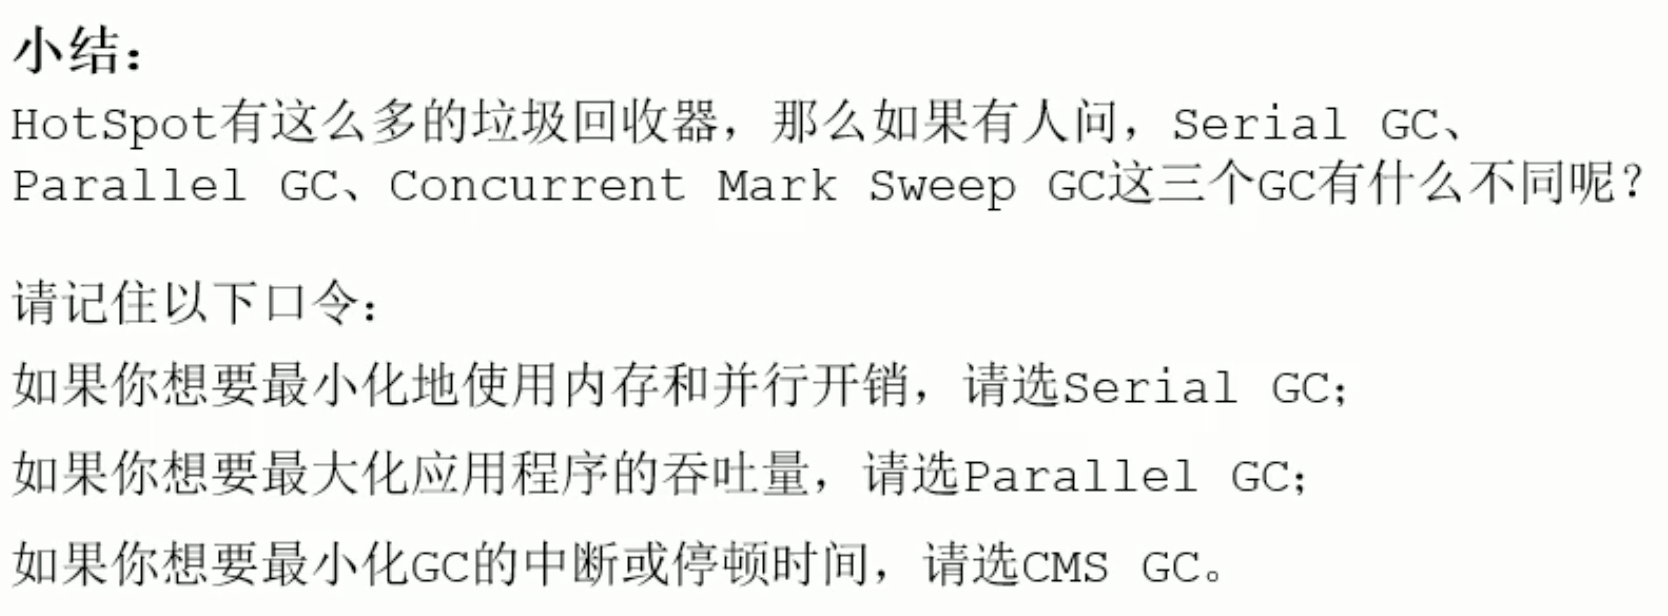 小结：
HotSpot有这么多的垃圾回收器，那么如果有人问，Serial GC、
Parallel GC、Concurrent Mark Sweep GC这三个GC有什么不同呢？
请记住以下口令：
如果你想要最小化地使用内存和并行开销，请选Serial GC；
如果你想要最大化应用程序的吞吐量，请选Parallel GC；
如果你想要最小化GC的中断或停顿时间，请选CMS GC。